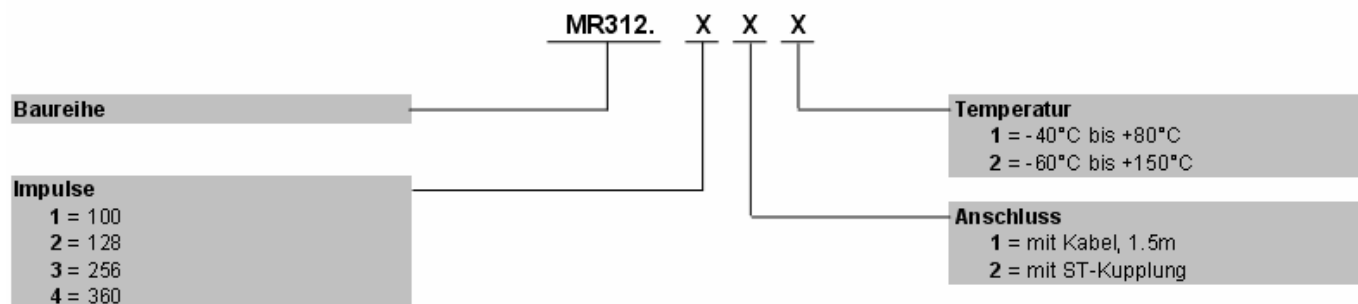 MR312. X X X
Baureihe
Impulse
1 = 100
2 = 128
3 = 256
4 = 360
Temperatur
1 = -40°C bis +80°C
2 = -60°C bis +150°C
Anschluss
1 = mit Kabel, 1.5m
2 = mit ST-Kupplung